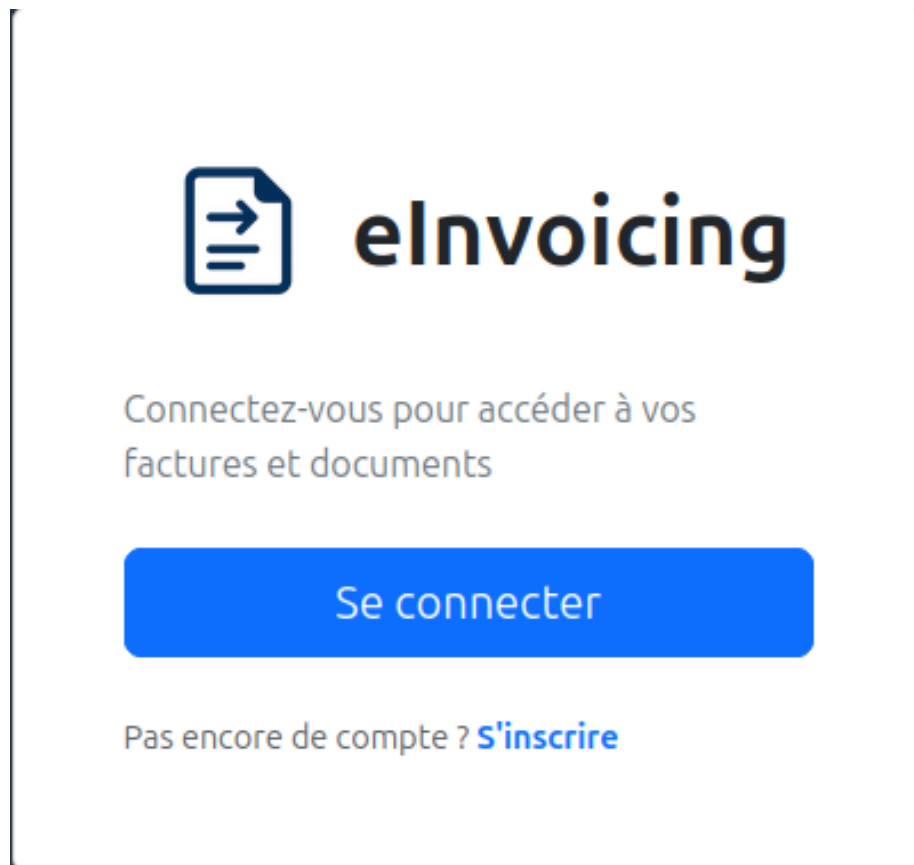 eInvoicing
Connectez-vous pour accéder à vos
factures et documents
Se connecter
Pas encore de compte ? S'inscrire